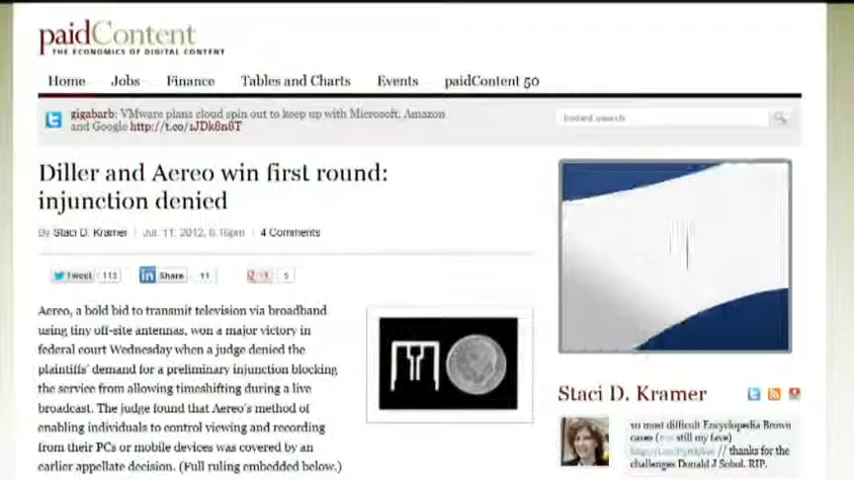 paidContent
THE ECONOMICS OF DIGITAL CONTENT
Home Jobs Finance Tables and Charts Events paidContent 50
gigabarb: VMware plans cloud spin out to keep up with Microsoft, Amazon
and Google http://t.co/1JDk8n8T
search
Diller and Aereo win first round:
injunction denied
By Staci D. Kramer | Jul. 11, 2012, 6:16pm | 4 Comments
Tweet 113 in Share 11 +1 5
Aereo, a bold bid to transmit television via broadband
using tiny off-site antennas, won a major victory in
federal court Wednesday when a judge denied the
plaintiffs' demand for a preliminary injunction blocking
the service from allowing timeshifting during a live
broadcast. The judge found that Aereo's method of
enabling individuals to control viewing and recording
from their PCs or mobile devices was covered by an
earlier appellate decision. (Full ruling embedded below.)
Staci D. Kramer
10 most difficult Encyclopedia Brown
cases ( still my fave)
// thanks for the
challenges Donald J Sobol. RIP.